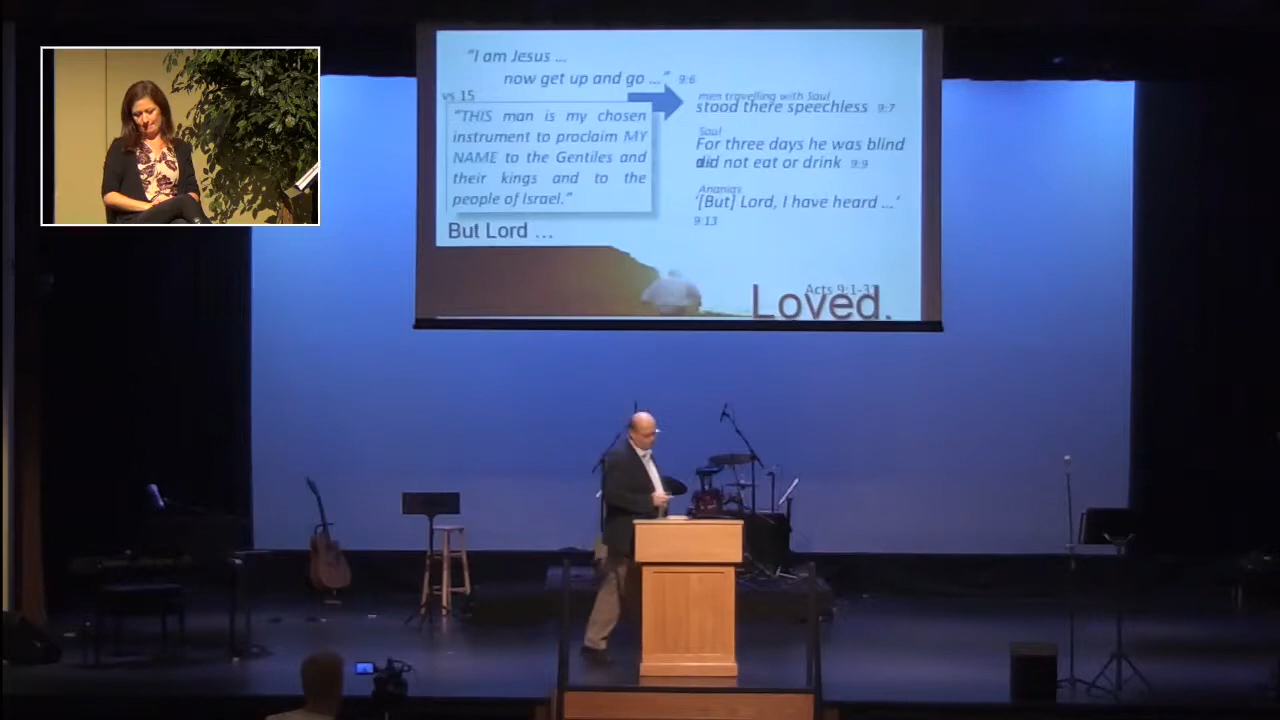 “I am Jesus ...
now get up and go ...” 9:6
vs 15
“THIS man is my chosen
instrument to proclaim MY
NAME to the Gentiles and
their kings and to the
people of Israel.”
But Lord ...
men travelling with Saul
stood there speechless 9:7
Saul
For three days he was blind
did not eat or drink 9:9
Ananias
‘[But] Lord, I have heard ...‘
9:13
Acts 9:1-
Loved.